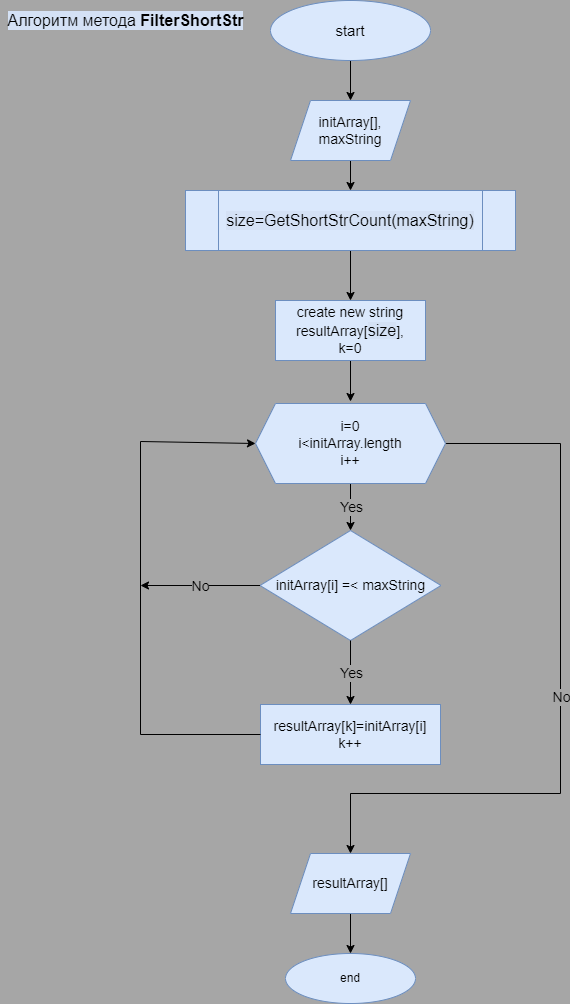 Алгоритм метода FilterShortStr
start
initArray[],
maxString
size=GetShortStrCount(maxString)
create new string
resultArray[size],
k=0
i=0
i<initArray.length
i++
Yes
initArray[i] =< maxString
No
Yes
resultArray[k]=initArray[i]
k++
No
resultArray[]
end